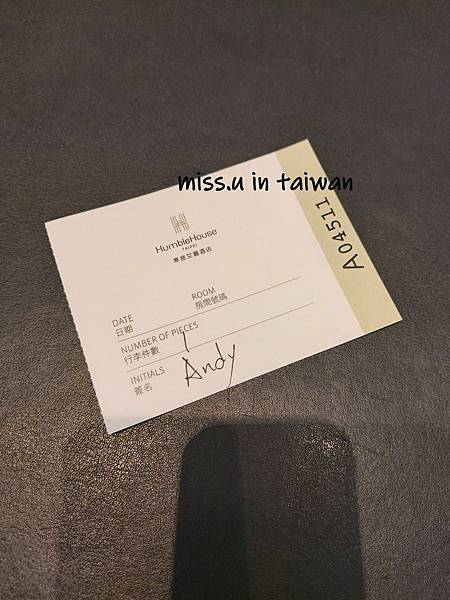 miss.u in taiwan
A04511
HumbleHouse
TAIPEI
寒舍艾麗酒店
DATE
日期
ROOM
房間號碼
NUMBER OF PIECES
行李件數
1
INITIALS
簽名
Andy